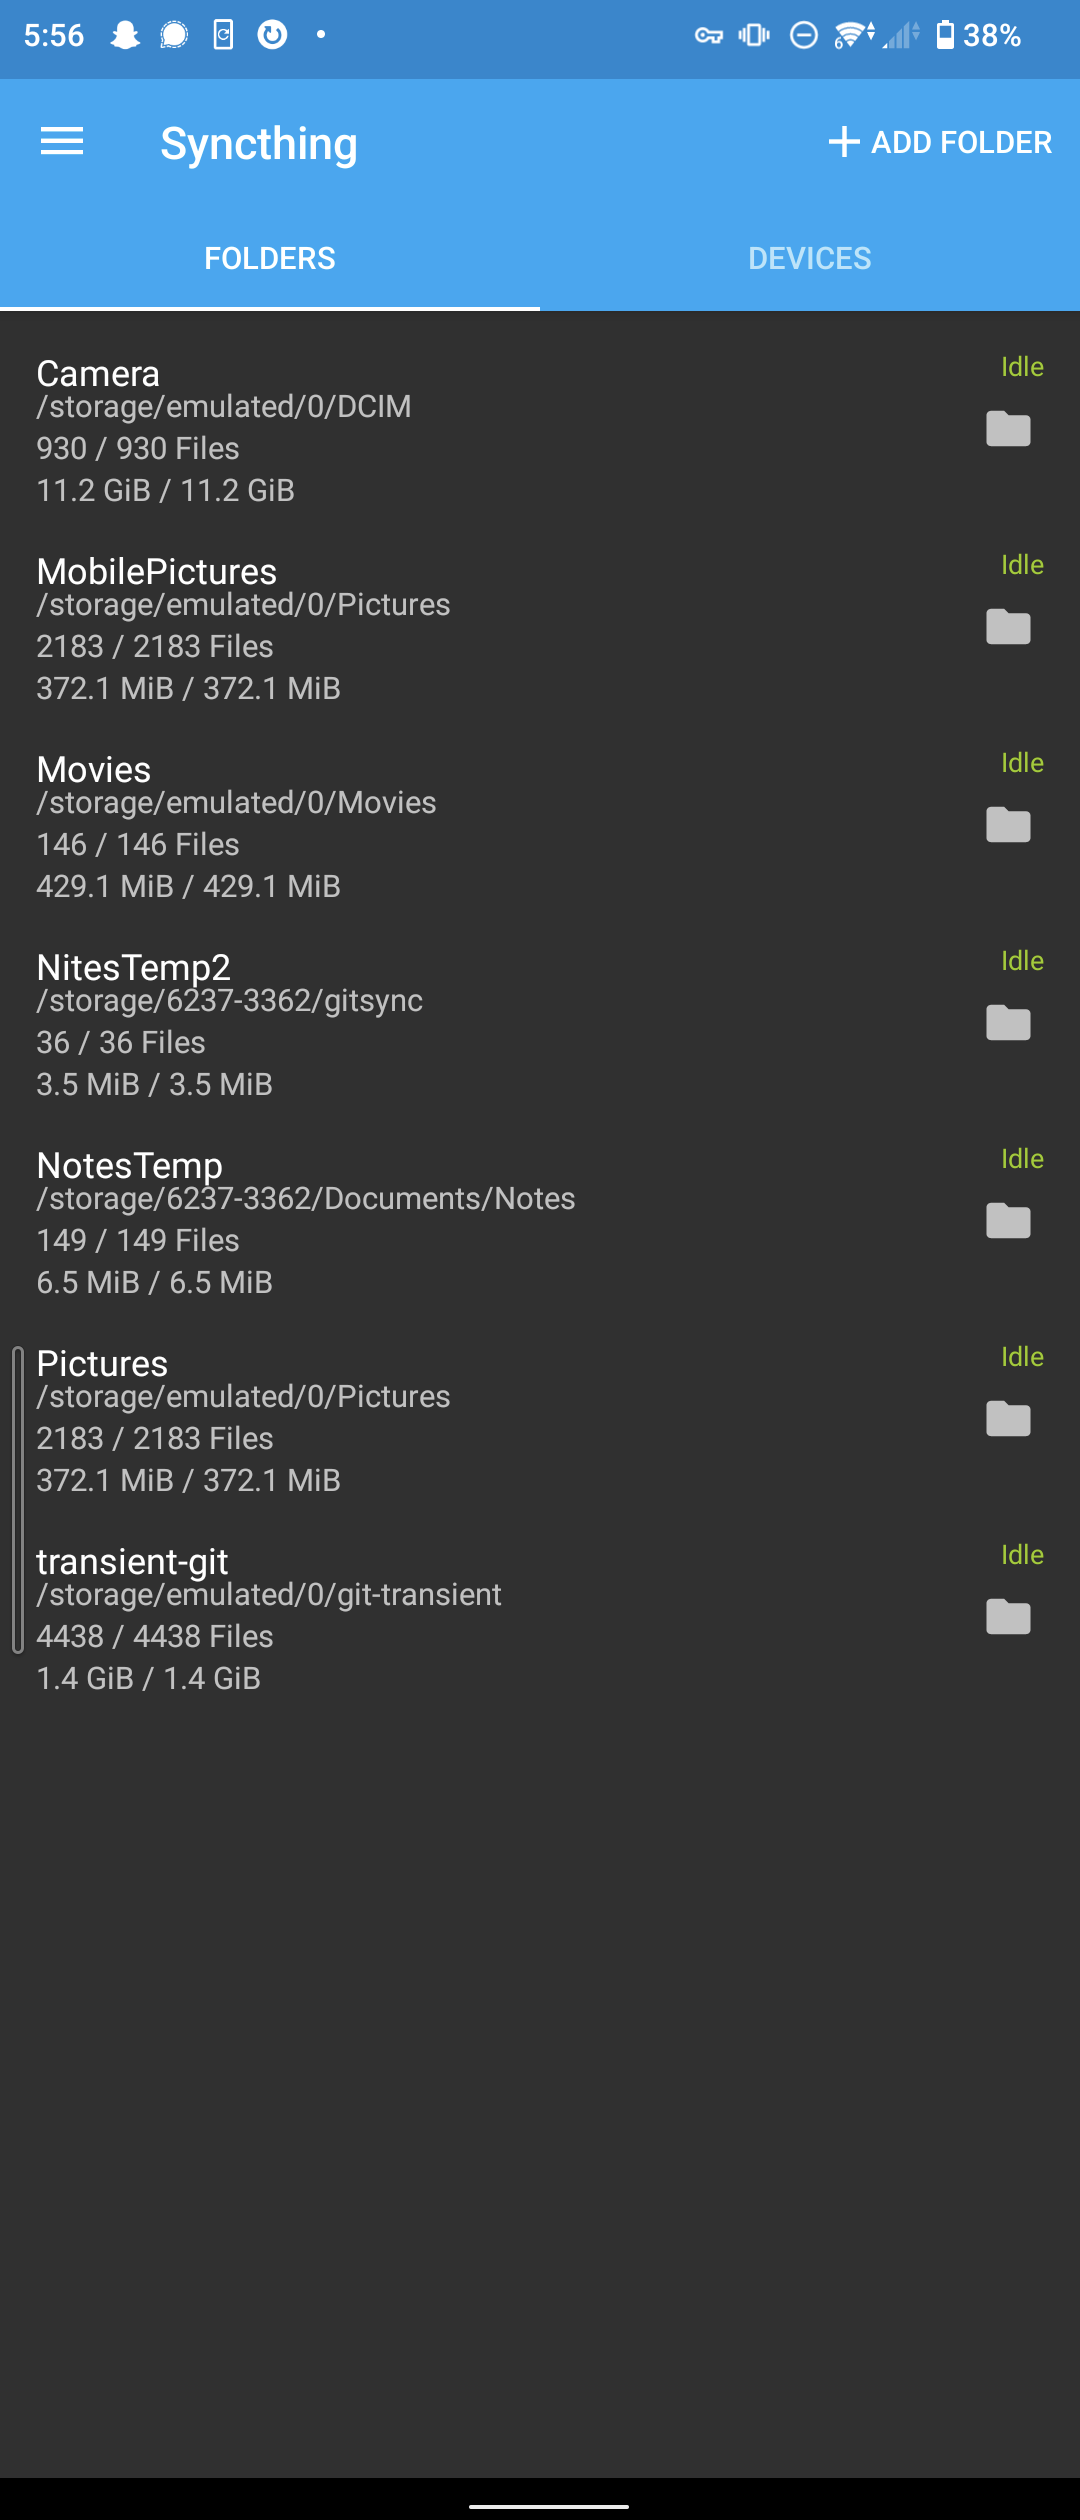 5:56
38%
Syncthing
ADD FOLDER
FOLDERS
DEVICES
Camera
Idle
/storage/emulated/0/DCIM
930 / 930 Files
11.2 GiB / 11.2 GiB
MobilePictures
Idle
/storage/emulated/0/Pictures
2183 / 2183 Files
372.1 MiB / 372.1 MiB
Movies
Idle
/storage/emulated/0/Movies
146 / 146 Files
429.1 MiB / 429.1 MiB
NitesTemp2
Idle
/storage/6237-3362/gitsync
36 / 36 Files
3.5 MiB / 3.5 MiB
NotesTemp
Idle
/storage/6237-3362/Documents/Notes
149 / 149 Files
6.5 MiB / 6.5 MiB
Pictures
Idle
/storage/emulated/0/Pictures
2183 / 2183 Files
372.1 MiB / 372.1 MiB
transient-git
Idle
/storage/emulated/0/git-transient
4438 / 4438 Files
1.4 GiB / 1.4 GiB